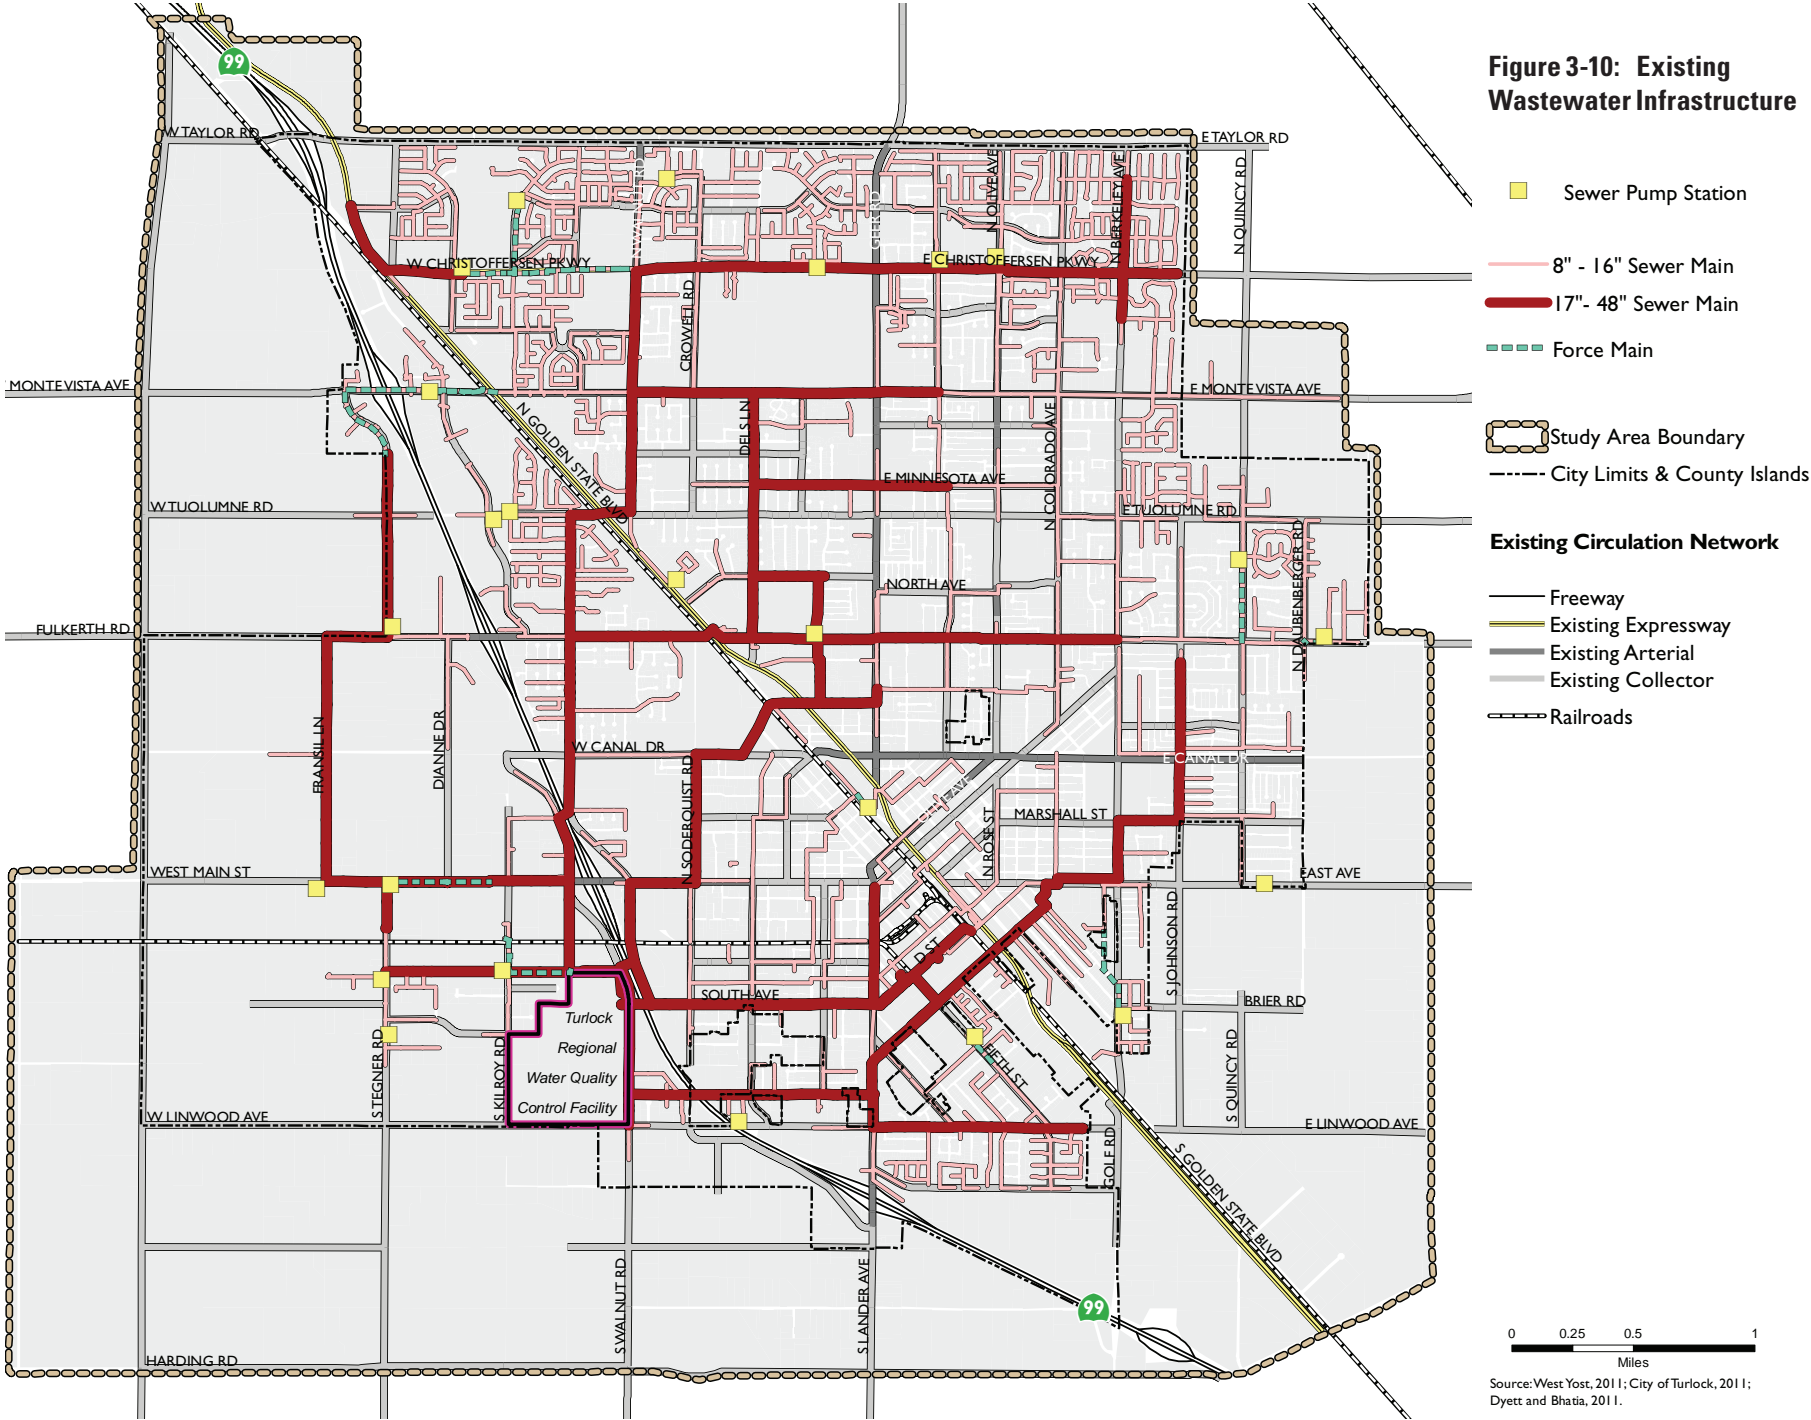 Figure 3-10: Existing
Wastewater Infrastructure
Sewer Pump Station
8" - 16" Sewer Main
17"- 48" Sewer Main
Force Main
Study Area Boundary
City Limits & County Islands
Existing Circulation Network
Freeway
Existing Expressway
Existing Arterial
Existing Collector
Railroads
0 0.25 0.5 1
Miles
Source: West Yost, 2011; City of Turlock, 2011;
Dyett and Bhatia, 2011.
99
W TAYLOR RD
E TAYLOR RD
N QUINCY RD
N OLIVE AVE
N BERKELEY AVE
W CHRISTOFFERSEN PKWY
E CHRISTOFFERSEN PKWY
CROWELL RD
MONTE VISTA AVE
E MONTE VISTA AVE
N GOLDEN STATE BLVD
DELS LN
N COLORADO AVE
E MINNESOTA AVE
W TUOLUMNE RD
E TUOLUMNE RD
N DAUBENBERGER RD
NORTH AVE
FULKERTH RD
FRANSIL LN
DIANNE DR
W CANAL DR
E CANAL DR
N SODERQUIST RD
N ROSE ST
MARSHALL ST
WEST MAIN ST
EAST AVE
D ST
S JOHNSON RD
SOUTH AVE
BRIER RD
Turlock
Regional
Water Quality
Control Facility
S TEGNER RD
S KILROY RD
FIFTH ST
S QUINCY RD
W LINWOOD AVE
E LINWOOD AVE
GOLF RD
S GOLDEN STATE BLVD
S WALNUT RD
S LANDER AVE
99
HARDING RD